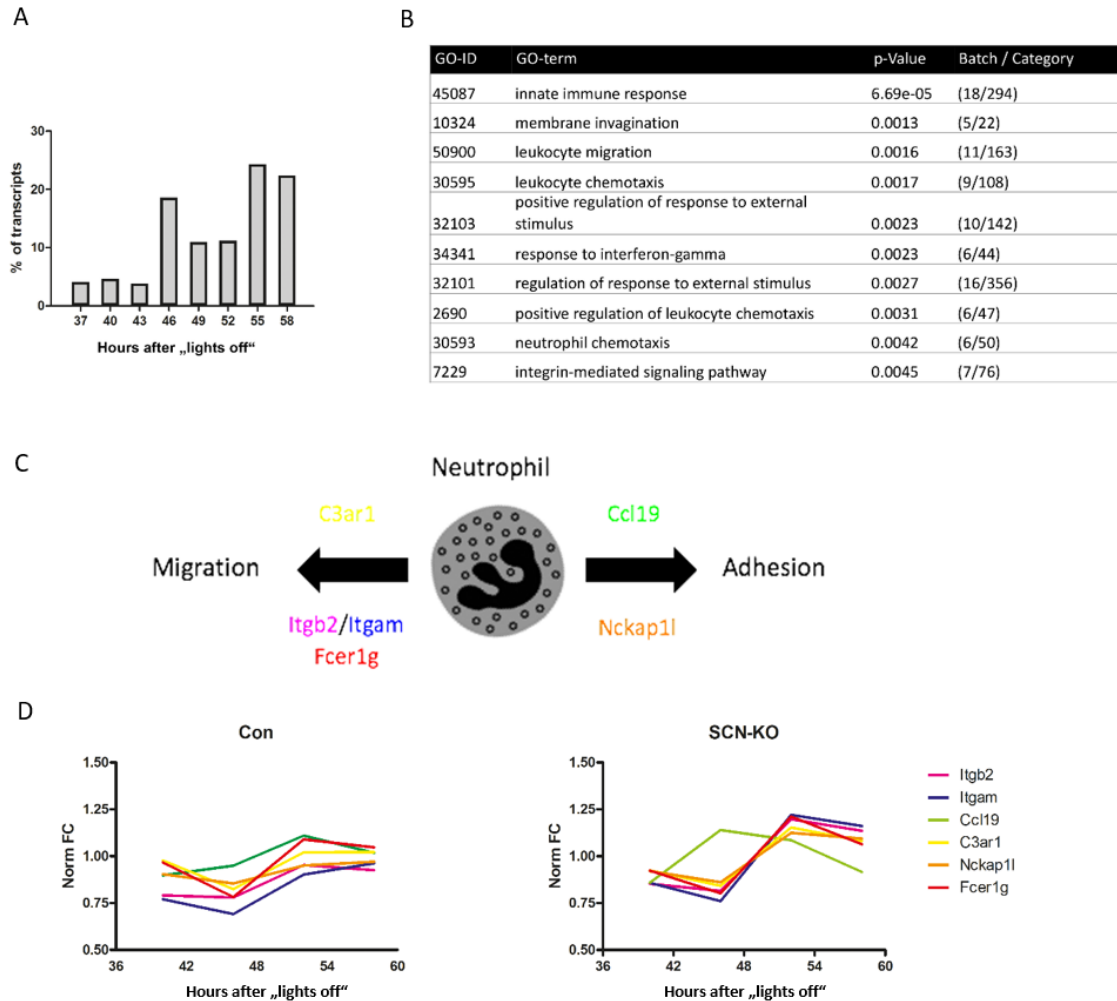 A
30
20
10
0
% of transcripts
37 40 43 46 49 52 55 58
Hours after „lights off“
B
GO-ID GO-term p-Value Batch / Category
45087 innate immune response 6.69e-05 (18/294)
10324 membrane invagination 0.0013 (5/22)
50900 leukocyte migration 0.0016 (11/163)
30595 leukocyte chemotaxis 0.0017 (9/108)
positive regulation of response to external
32103 stimulus 0.0023 (10/142)
34341 response to interferon-gamma 0.0023 (6/44)
32101 regulation of response to external stimulus 0.0027 (16/356)
2690 positive regulation of leukocyte chemotaxis 0.0031 (6/47)
30593 neutrophil chemotaxis 0.0042 (6/50)
7229 integrin-mediated signaling pathway 0.0045 (7/76)
C
Neutrophil
C3ar1
Ccl19
Migration
Adhesion
Itgb2/Itgam
Fcer1g
Nckap1l
D
Con
1.50
1.25
1.00
0.75
0.50
Norm FC
36 42 48 54 60
Hours after „lights off“
SCN-KO
1.50
1.25
1.00
0.75
0.50
Norm FC
36 42 48 54 60
Hours after „lights off“
Itgb2
Itgam
Ccl19
C3ar1
Nckap1l
Fcer1g